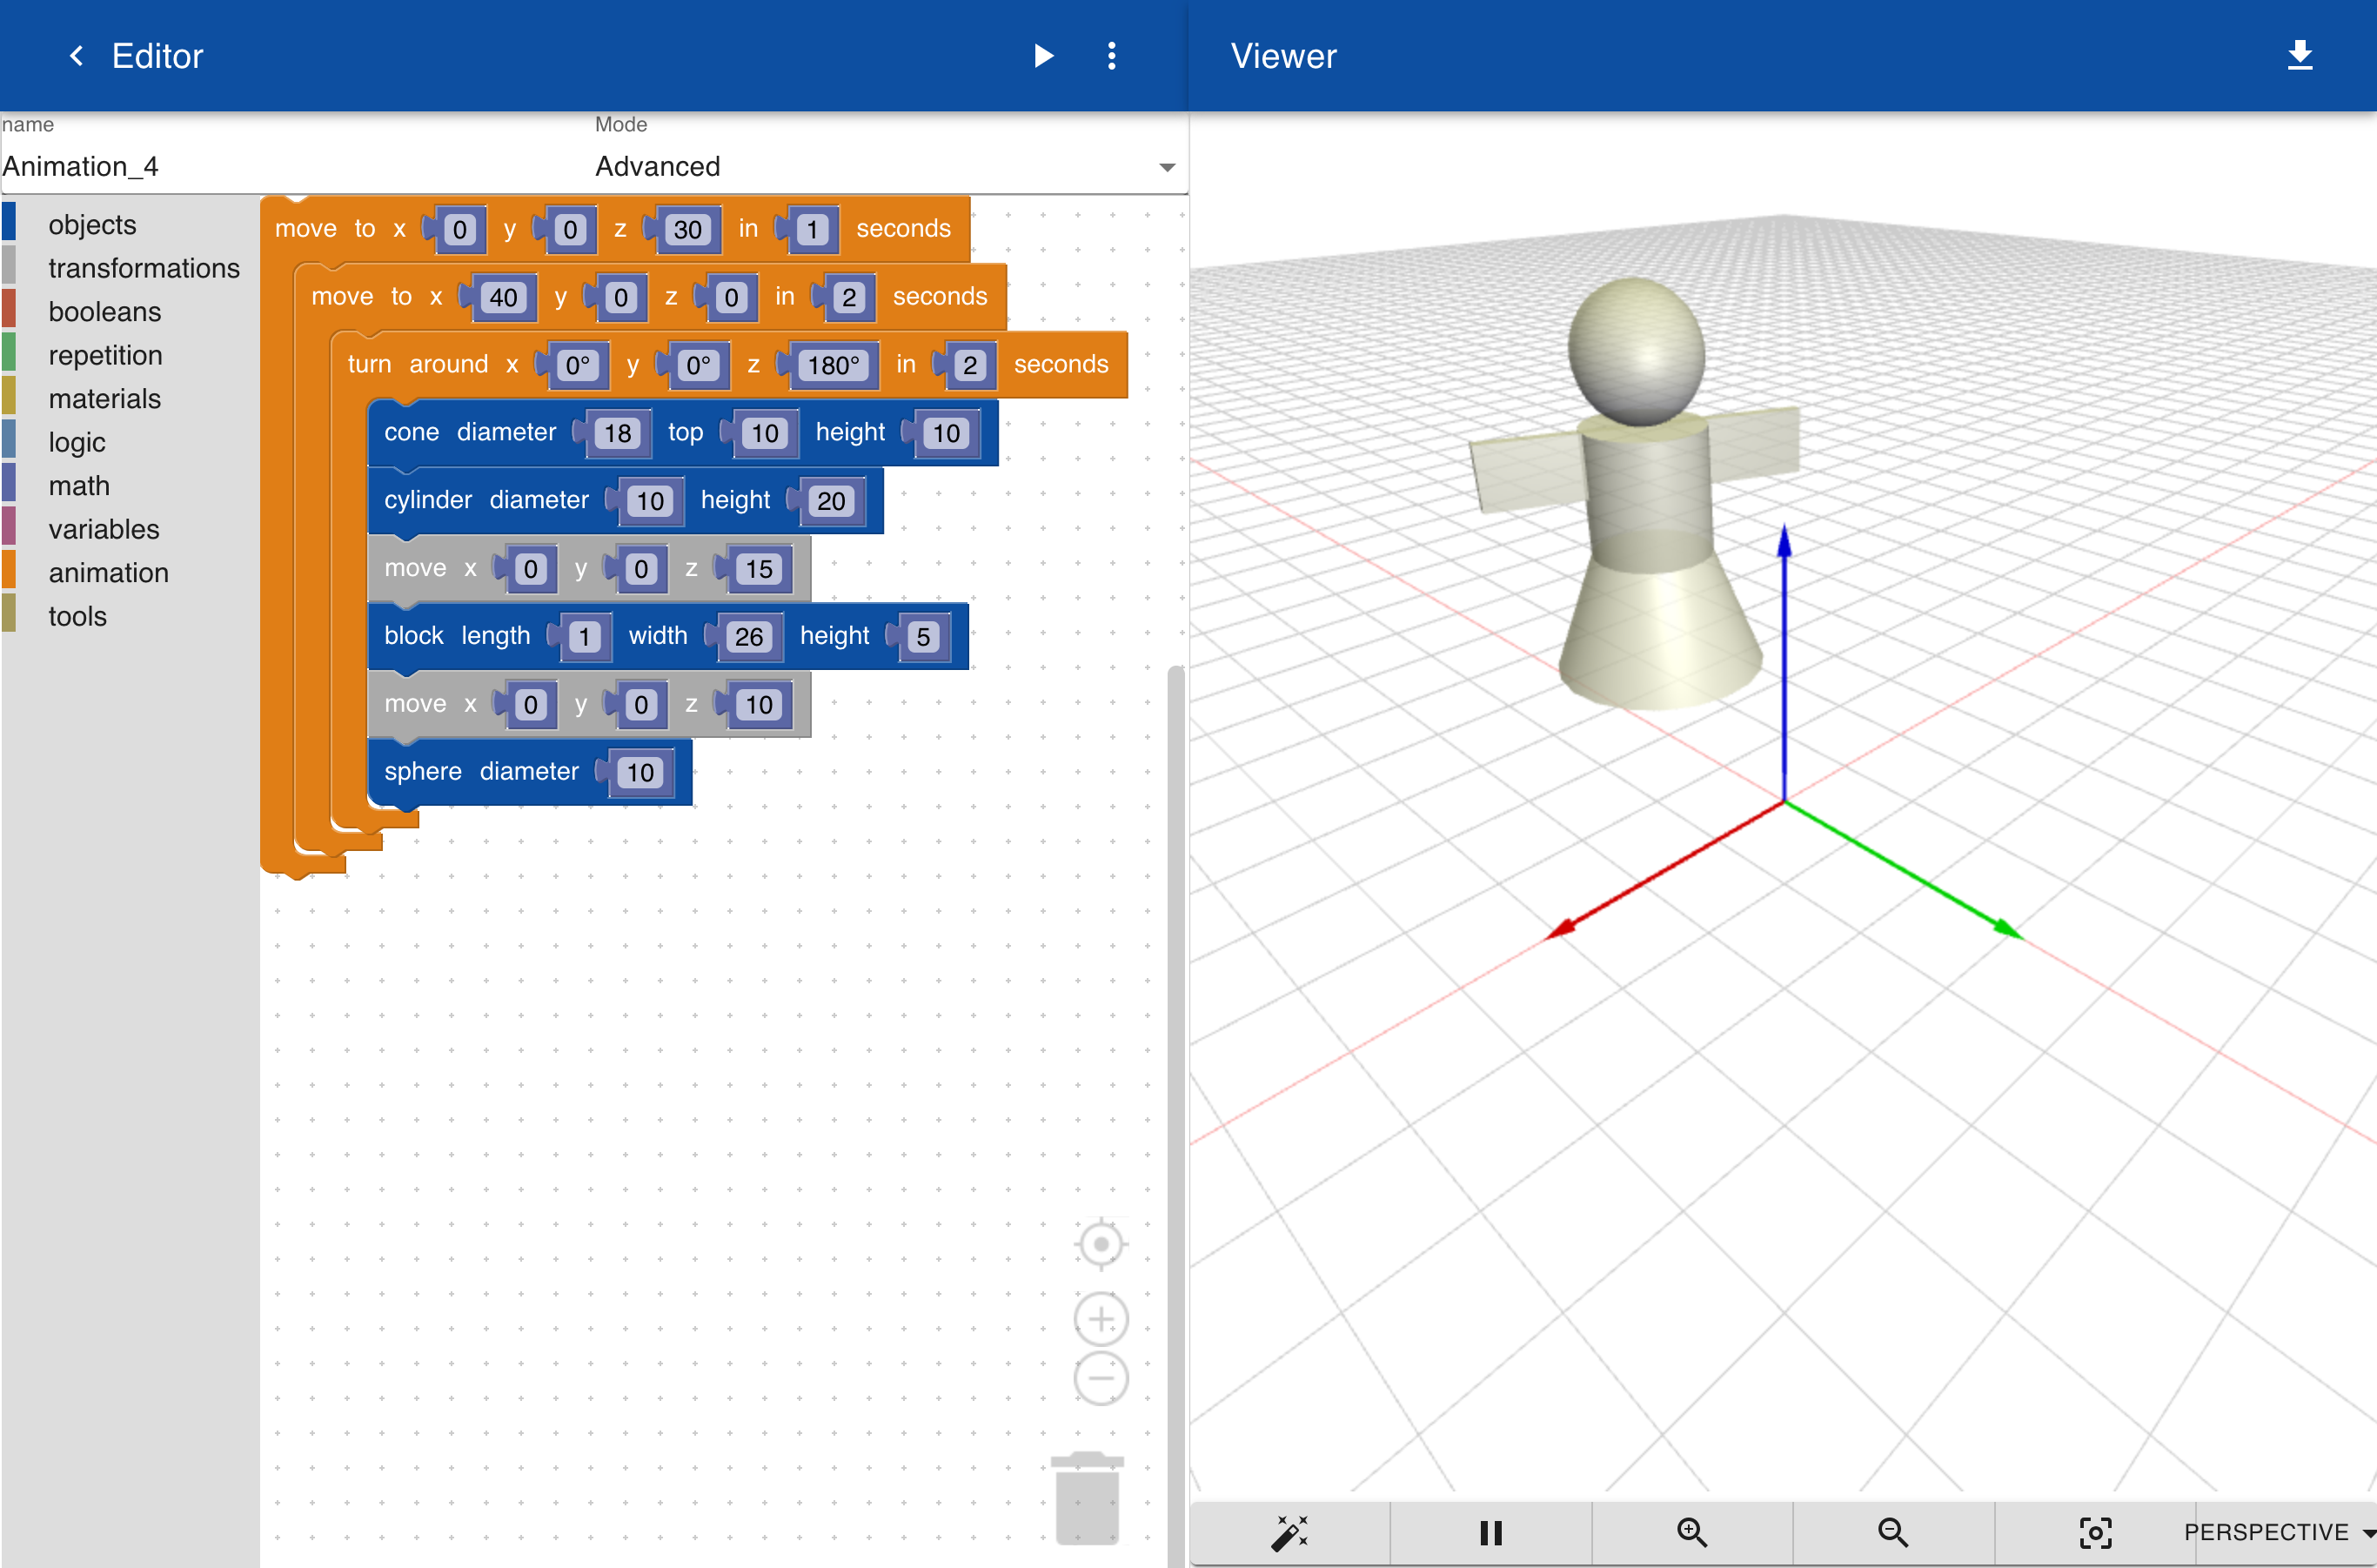 Editor
Viewer
name
Mode
Animation_4
Advanced
objects
transformations
booleans
repetition
materials
logic
math
variables
animation
tools
move to x 0 y 0 z 30 in 1 seconds
move to x 40 y 0 z 0 in 2 seconds
turn around x 0° y 0° z 180° in 2 seconds
cone diameter 18 top 10 height 10
cylinder diameter 10 height 20
move x 0 y 0 z 15
block length 1 width 26 height 5
move x 0 y 0 z 10
sphere diameter 10
PERSPECTIVE